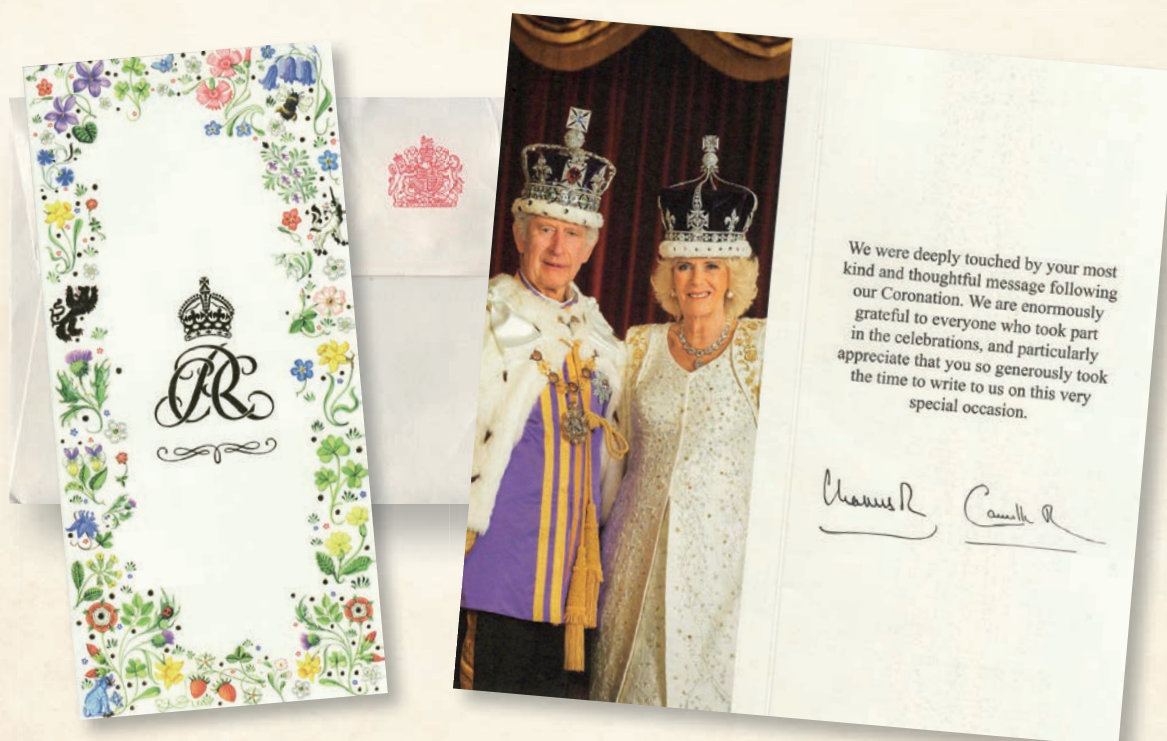 We were deeply touched by your most
kind and thoughtful message following
our Coronation. We are enormously
grateful to everyone who took part
in the celebrations, and particularly
appreciate that you so generously took
the time to write to us on this very
special occasion.
Charles R Camilla R